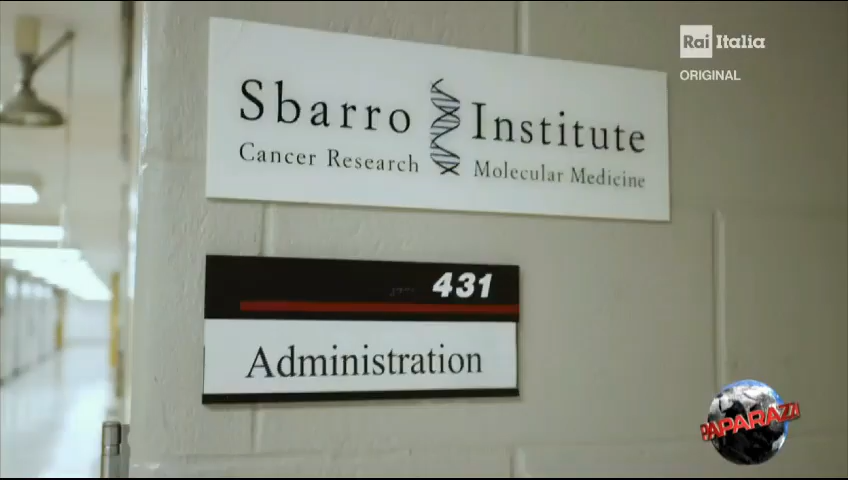 Rai Italia
ORIGINAL
Sbarro Institute
Cancer Research Molecular Medicine
431
Administration
PAPARAZZI